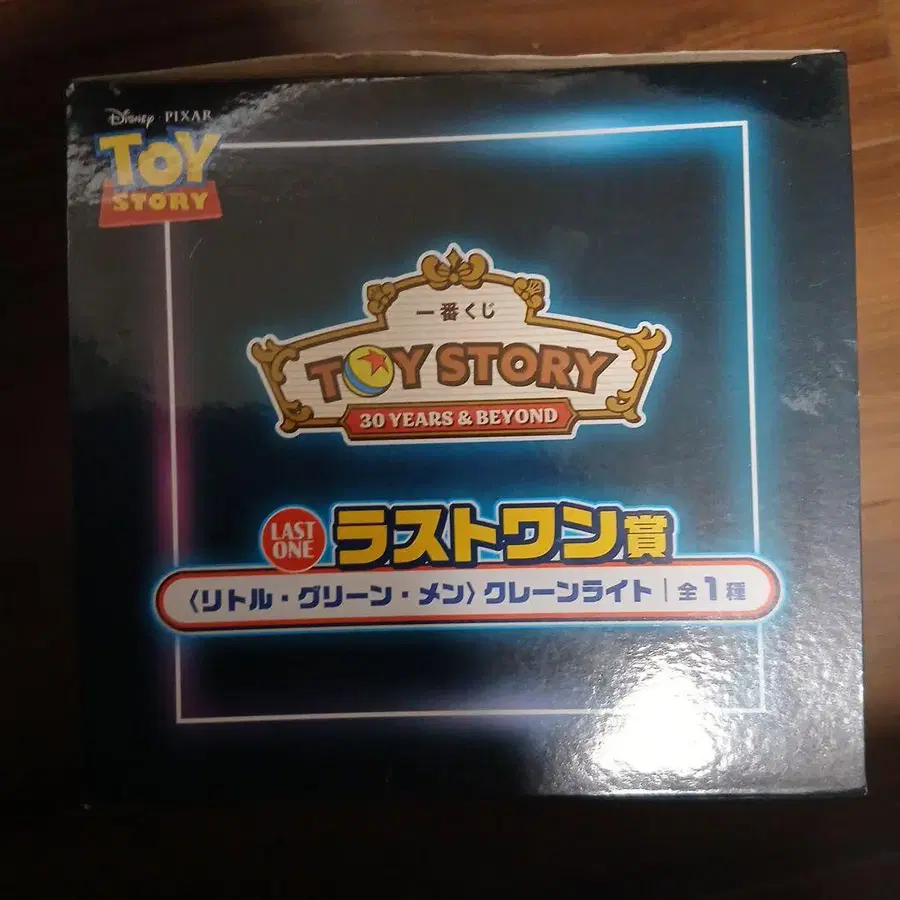 Disney・PIXAR
TOY
STORY
一番くじ
TOY STORY
30 YEARS & BEYOND
LAST
ONE
ラストワン賞
〈リトル・グリーン・メン〉クレーンライト|全1種